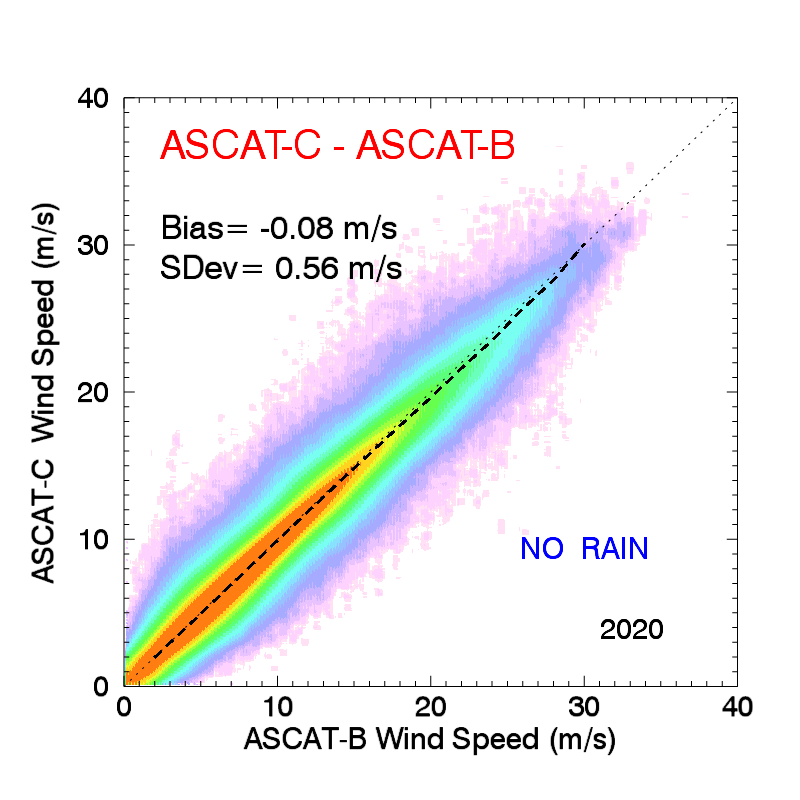 ASCAT-C - ASCAT-B
Bias= -0.08 m/s
SDev= 0.56 m/s
NO RAIN
2020
40
30
20
10
0
ASCAT-C Wind Speed (m/s)
0 10 20 30 40
ASCAT-B Wind Speed (m/s)